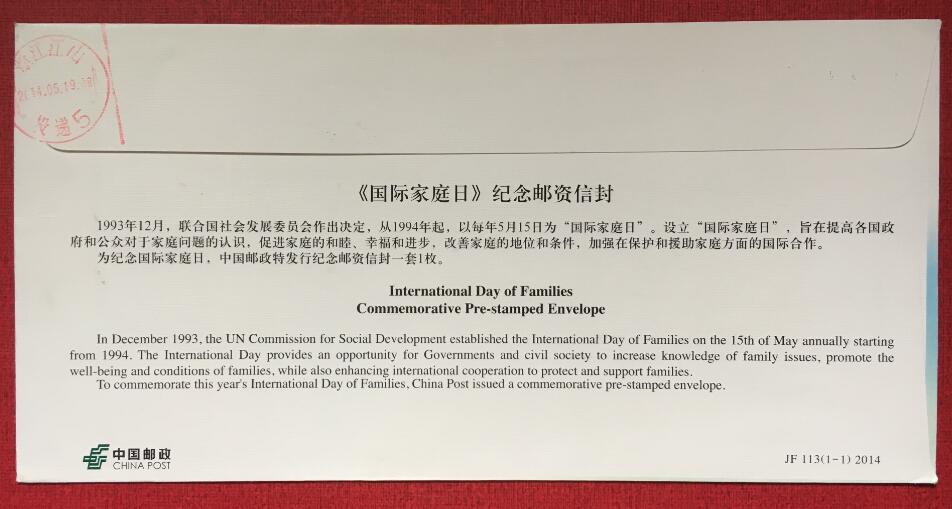 江山
2014.05.19.
投递5
《国际家庭日》纪念邮资信封
1993年12月，联合国社会发展委员会作出决定，从1994年起，以每年5月15日为“国际家庭日”。设立“国际家庭日”，旨在提高各国政
府和公众对于家庭问题的认识，促进家庭的和睦、幸福和进步，改善家庭的地位和条件，加强在保护和援助家庭方面的国际合作。
为纪念国际家庭日，中国邮政特发行纪念邮资信封一套1枚。
International Day of Families
Commemorative Pre-stamped Envelope
In December 1993, the UN Commission for Social Development established the International Day of Families on the 15th of May annually starting
from 1994. The International Day provides an opportunity for Governments and civil society to increase knowledge of family issues, promote the
well-being and conditions of families, while also enhancing international cooperation to protect and support families.
To commemorate this year's International Day of Families, China Post issued a commemorative pre-stamped envelope.
中国邮政
CHINA POST
JF 113(1-1) 2014